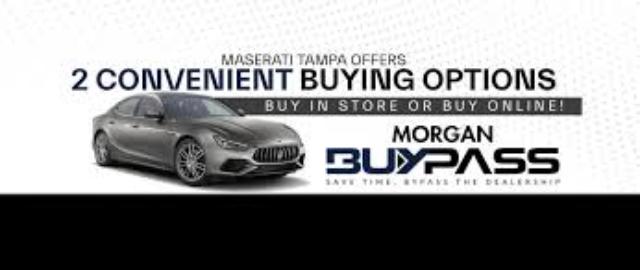 MASERATI TAMPA OFFERS
2 CONVENIENT BUYING OPTIONS
BUY IN STORE OR BUY ONLINE!
MORGAN
BUYPASS
SAVE TIME. BYPASS THE DEALERSHIP